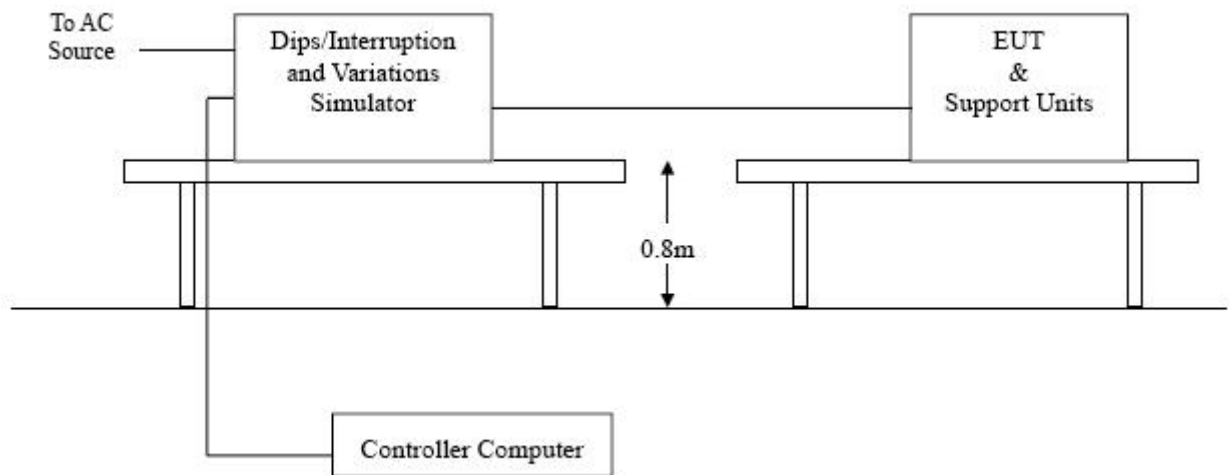 To AC
Source
Dips/Interruption
and Variations
Simulator
EUT
&
Support Units
0.8m
Controller Computer